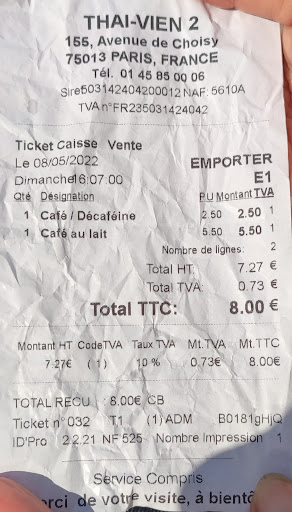 THAI-VIEN 2
155, Avenue de Choisy
75013 PARIS, FRANCE
Tél. 01 45 85 00 06
Siret50314240420012 NAF: 5610A
TVA n°FR23503142404​2
Ticket Caisse Vente
Le 08/05/2022 EMPORTER
Dimanche16:07:00 E1
Qté Désignation P.U Montant TVA
1 Café / Décaféine 2.50 2.50 1
1 Café au lait 5.50 5.50 1
Nombre de lignes: 2
Total HT: 7.27 €
Total TVA: 0.73 €
Total TTC: 8.00 €
Montant HT CodeTVA Taux TVA Mt.TVA Mt.TTC
7.27€ (1) 10 % 0.73€ 8.00€
TOTAL RECU : 8.00€ CB
Ticket n°032 T1 (1)ADM B0181gHjQ
ID'Pro 2.2.21 NF 525 Nombre Impression 1
Service Compris
Merci de votre visite, à bientô